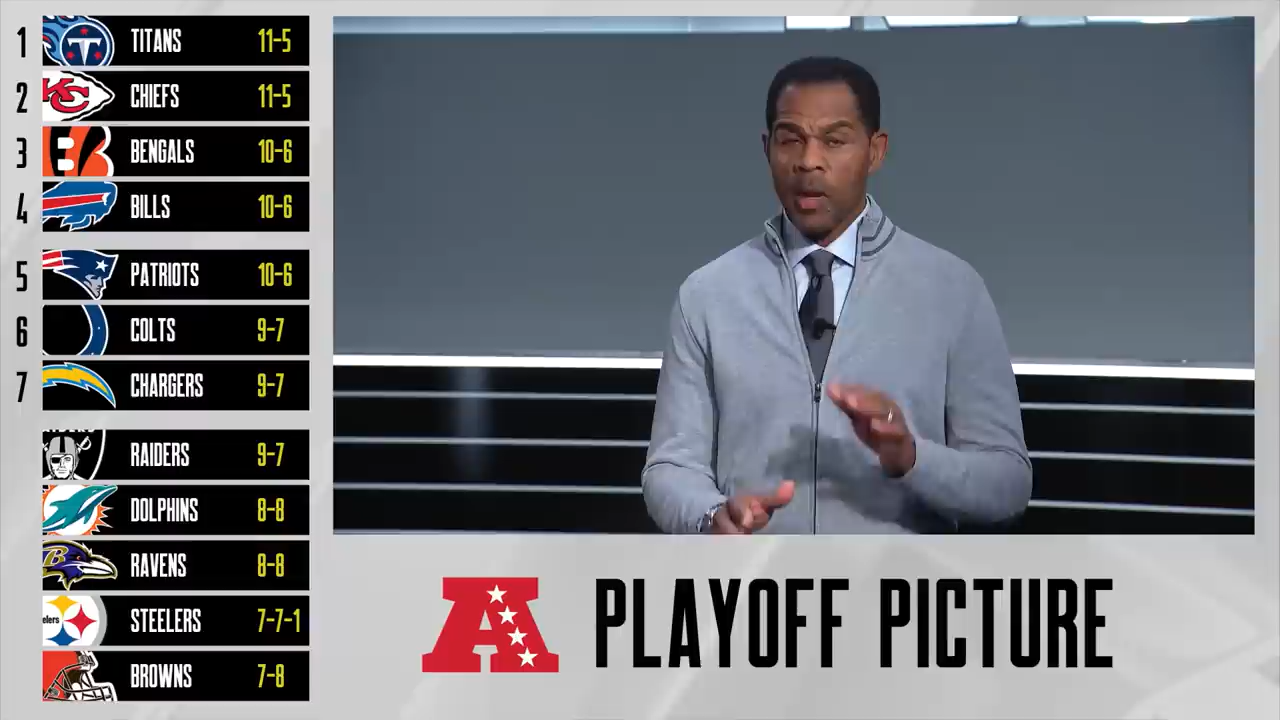 1 TITANS 11-5
2 CHIEFS 11-5
3 BENGALS 10-6
4 BILLS 10-6
5 PATRIOTS 10-6
6 COLTS 9-7
7 CHARGERS 9-7
RAIDERS 9-7
DOLPHINS 8-8
RAVENS 8-8
elers STEELERS 7-7-1
BROWNS 7-8
A PLAYOFF PICTURE